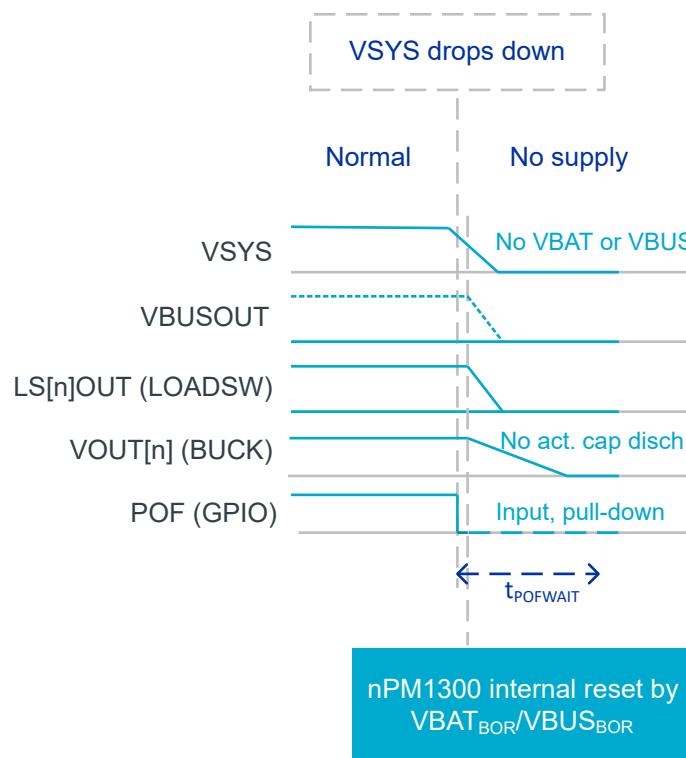 VSYS drops down
Normal
No supply
VSYS
No VBAT or VBUS
VBUSOUT
LS[n]OUT (LOADSW)
VOUT[n] (BUCK)
No act. cap disch
POF (GPIO)
Input, pull-down
tPOFWAIT
nPM1300 internal reset by
VBATBOR/VBUSBOR